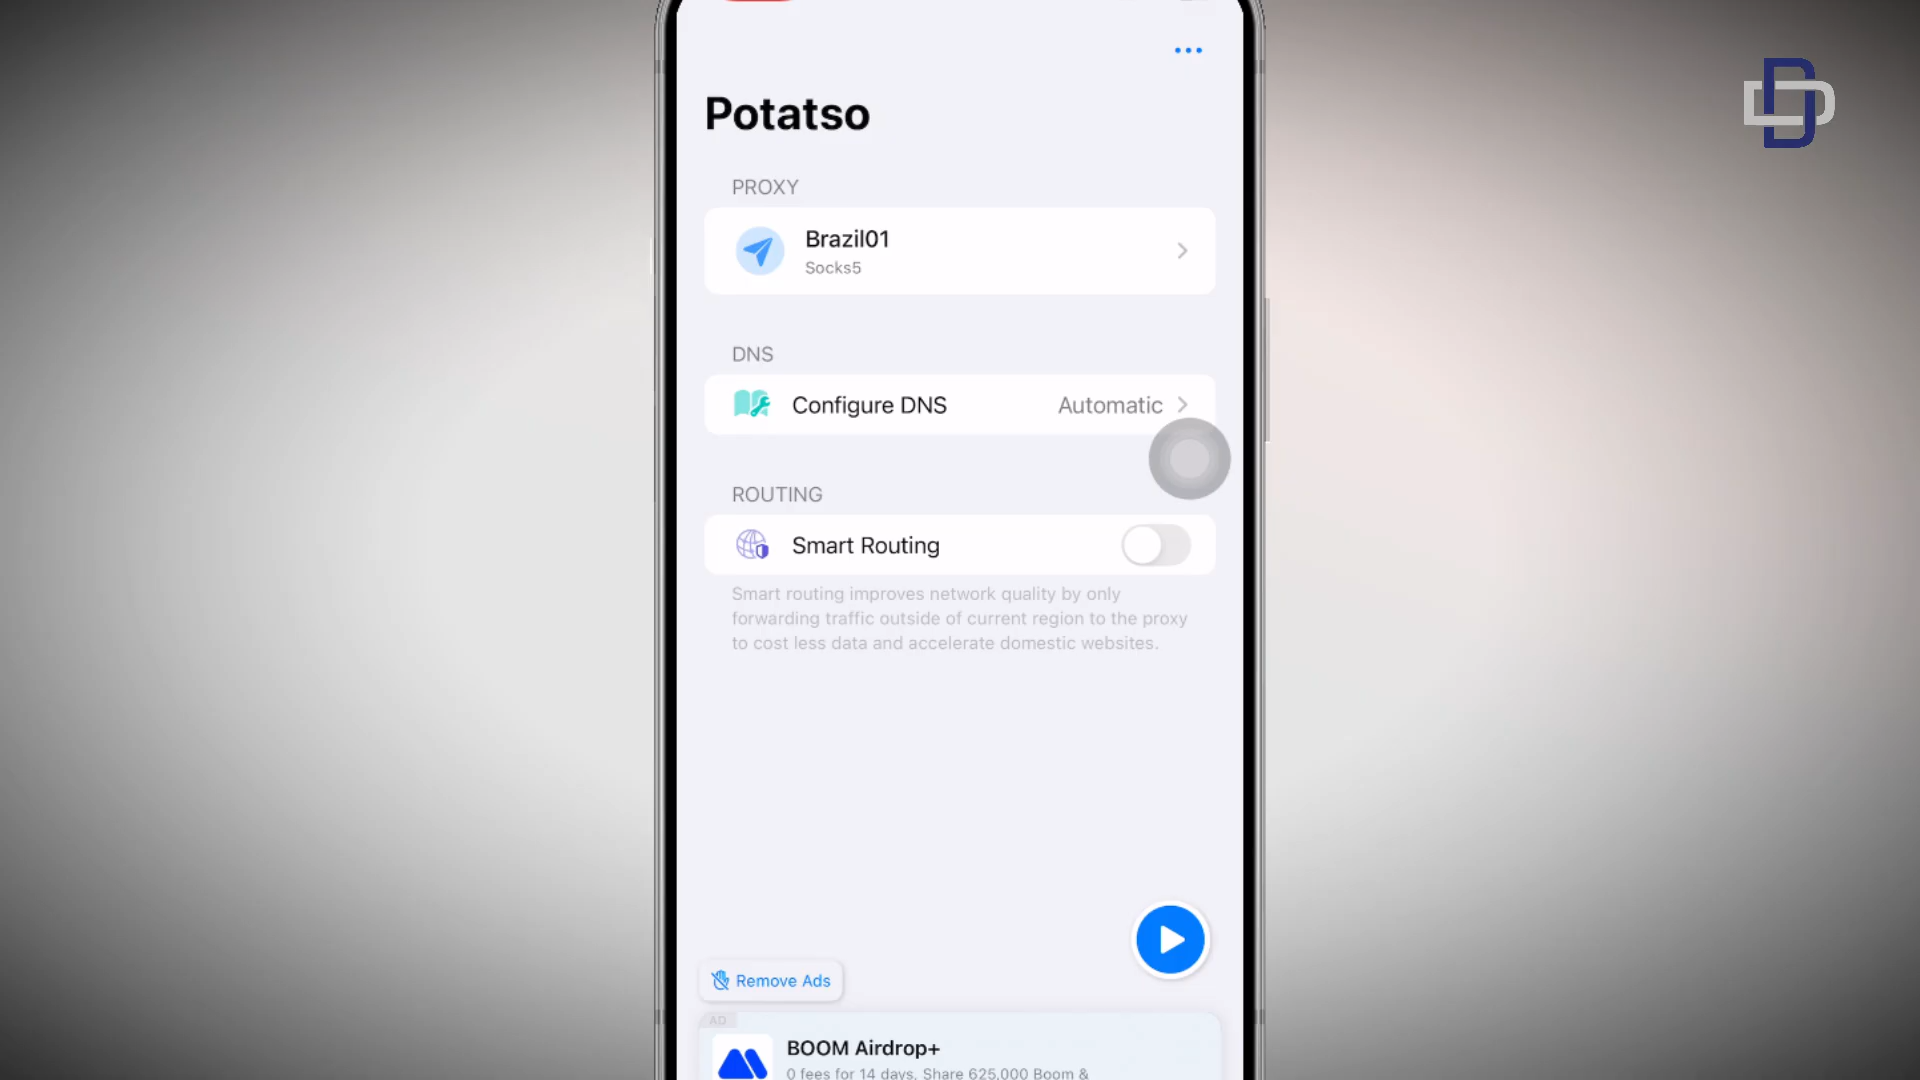 Potatso
PROXY
Brazil01
Socks5
DNS
Configure DNS
Automatic
ROUTING
Smart Routing
Smart routing improves network quality by only
forwarding traffic outside of current region to the proxy
to cost less data and accelerate domestic websites.
Remove Ads
AD
BOOM Airdrop+
0 fees for 14 days. Share 625,000 Boom &